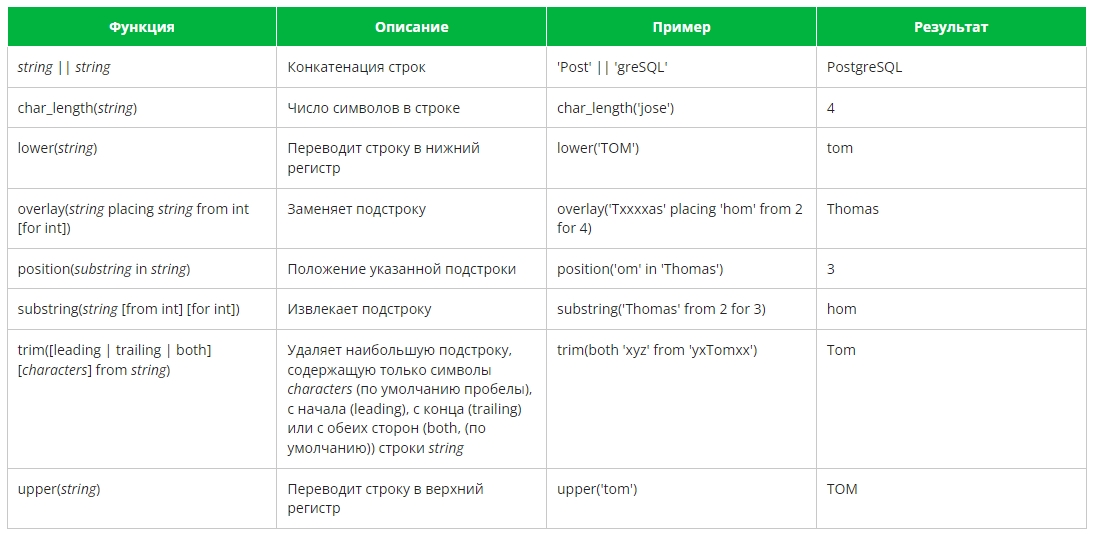 Функция Описание Пример Результат
string || string Конкатенация строк 'Post' || 'greSQL' PostgreSQL
char_length(string) Число символов в строке char_length('jose') 4
lower(string) Переводит строку в нижний lower('TOM') tom
регистр
overlay(string placing string from int Заменяет подстроку overlay('Txxxxas' placing 'hom' from 2 Thomas
[for int]) for 4)
position(substring in string) Положение указанной подстроки position('om' in 'Thomas') 3
substring(string [from int] [for int]) Извлекает подстроку substring('Thomas' from 2 for 3) hom
trim([leading | trailing | both] Удаляет наибольшую подстроку, trim(both 'xyz' from 'yxTomxx') Tom
[characters] from string) содержащую только символы
characters (по умолчанию пробелы),
с начала (leading), с конца (trailing)
или с обеих сторон (both, (по
умолчанию)) строки string
upper(string) Переводит строку в верхний upper('tom') TOM
регистр